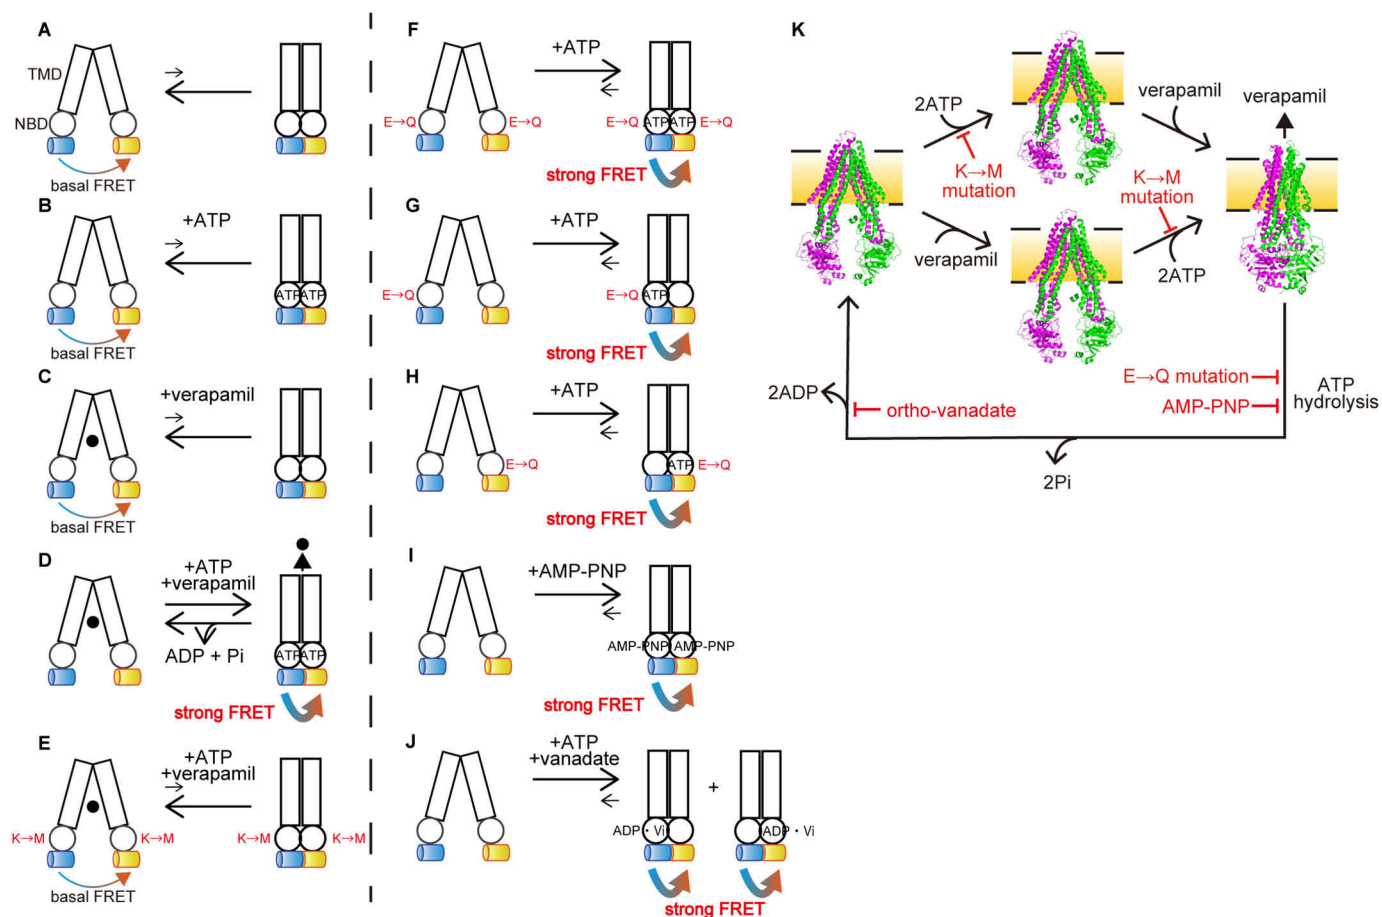 A
TMD
NBD
basal FRET
B
+ATP
ATP ATP
basal FRET
C
+verapamil
basal FRET
D
+ATP
+verapamil
ADP + Pi
ATP ATP
strong FRET
E
+ATP
+verapamil
K→M K→M
K→M K→M
basal FRET
F
+ATP
E→Q E→Q
E→Q ATP ATP E→Q
strong FRET
G
+ATP
E→Q
E→Q ATP
strong FRET
H
+ATP
E→Q
ATP E→Q
strong FRET
I
+AMP-PNP
AMP-PNP AMP-PNP
strong FRET
J
+ATP
+vanadate
+
ADP・Vi
ADP・Vi
strong FRET
K
2ATP
K→M
mutation
verapamil
verapamil
K→M
mutation
2ATP
verapamil
E→Q mutation
AMP-PNP
ATP
hydrolysis
2ADP
ortho-vanadate
2Pi